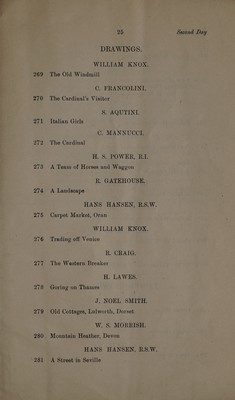 25 Second Day
DRAWINGS.
WILLIAM KNOX.
269 The Old Windmill
C. FRANCOLINI.
270 The Cardinal's Visitor
S. AQUTINI.
271 Italian Girls
C. MANNUCCI.
272 The Cardinal
H. S. POWER, R.I.
273 A Team of Horses and Waggon
R. GATEHOUSE.
274 A Landscape
HANS HANSEN, R.S.W.
275 Carpet Market, Oran
WILLIAM KNOX.
276 Trading off Venice
R. CRAIG.
277 The Western Breaker
H. LAWES.
278 Goring on Thames
J. NOEL SMITH.
279 Old Cottages, Lulworth, Dorset
W. S. MORRISH.
280 Mountain Heather, Devon
HANS HANSEN, R.S.W.
281 A Street in Seville